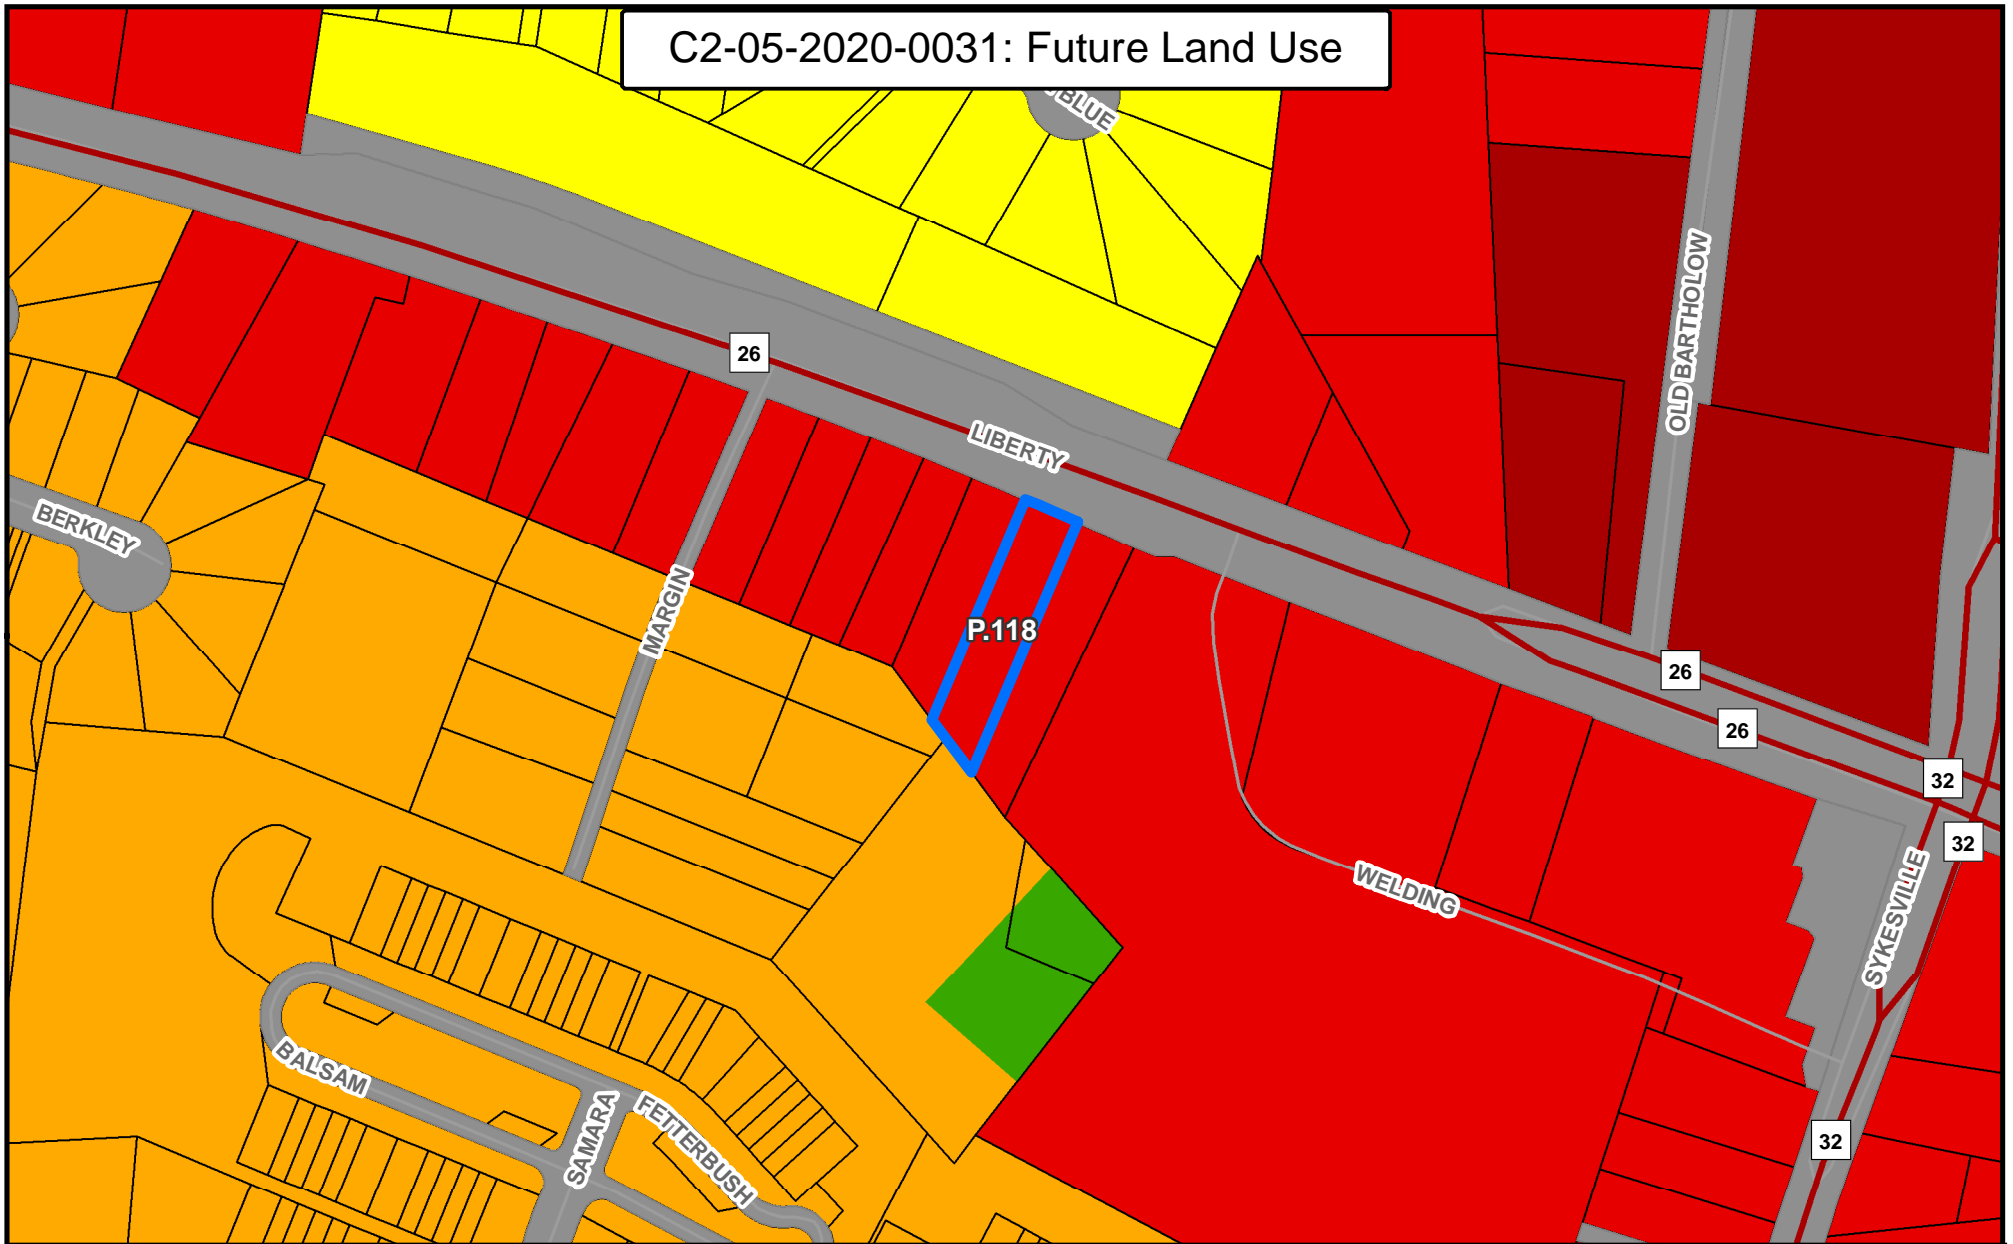 C2-05-2020-0031: Future Land Use
BLUE
OLD BARTHOLOW
26
LIBERTY
BERKLEY
MARGIN
P.118
26
26
32
32
WELDING
SYKESVILLE
BALSAM
SAMARA
FETTERBUSH
32